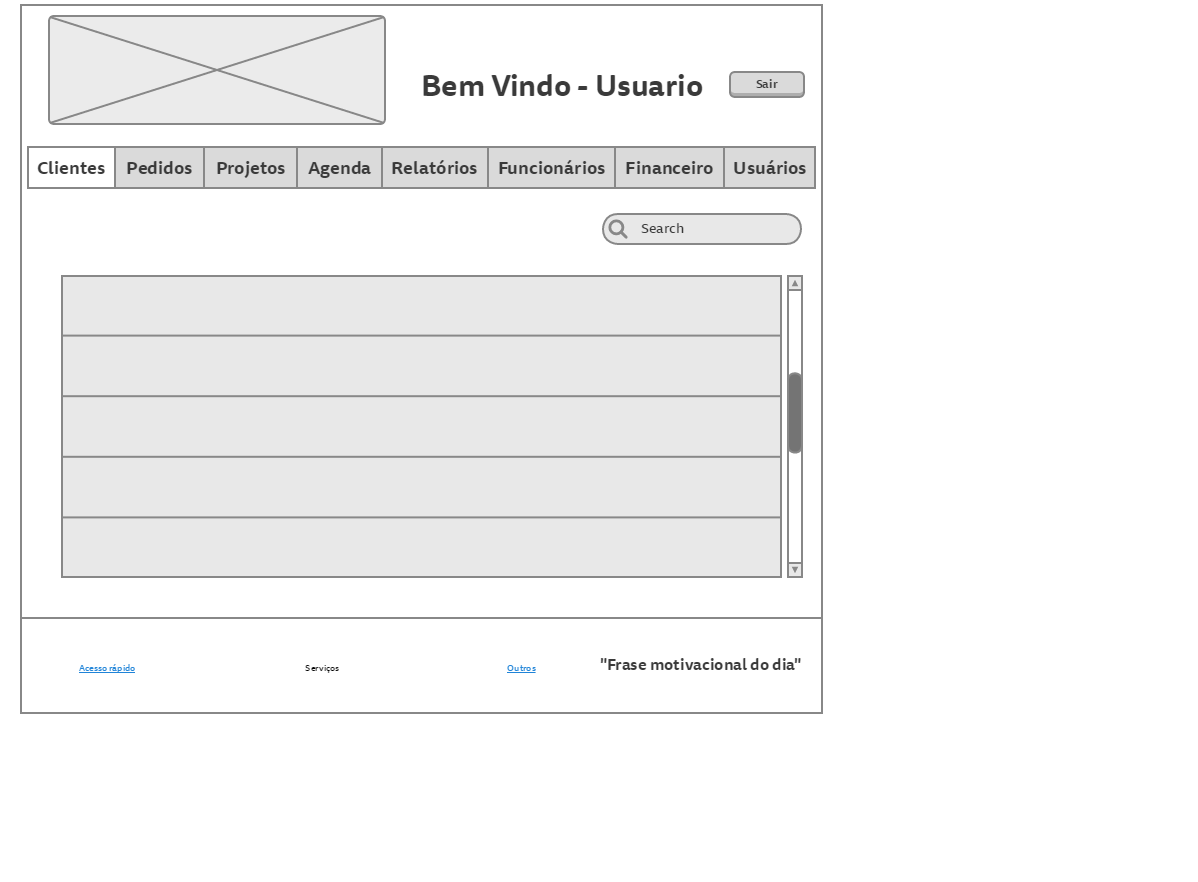 Bem Vindo - Usuario
Sair
Clientes Pedidos Projetos Agenda Relatórios Funcionários Financeiro Usuários
Search
Acesso rápido Serviços Outros "Frase motivacional do dia"